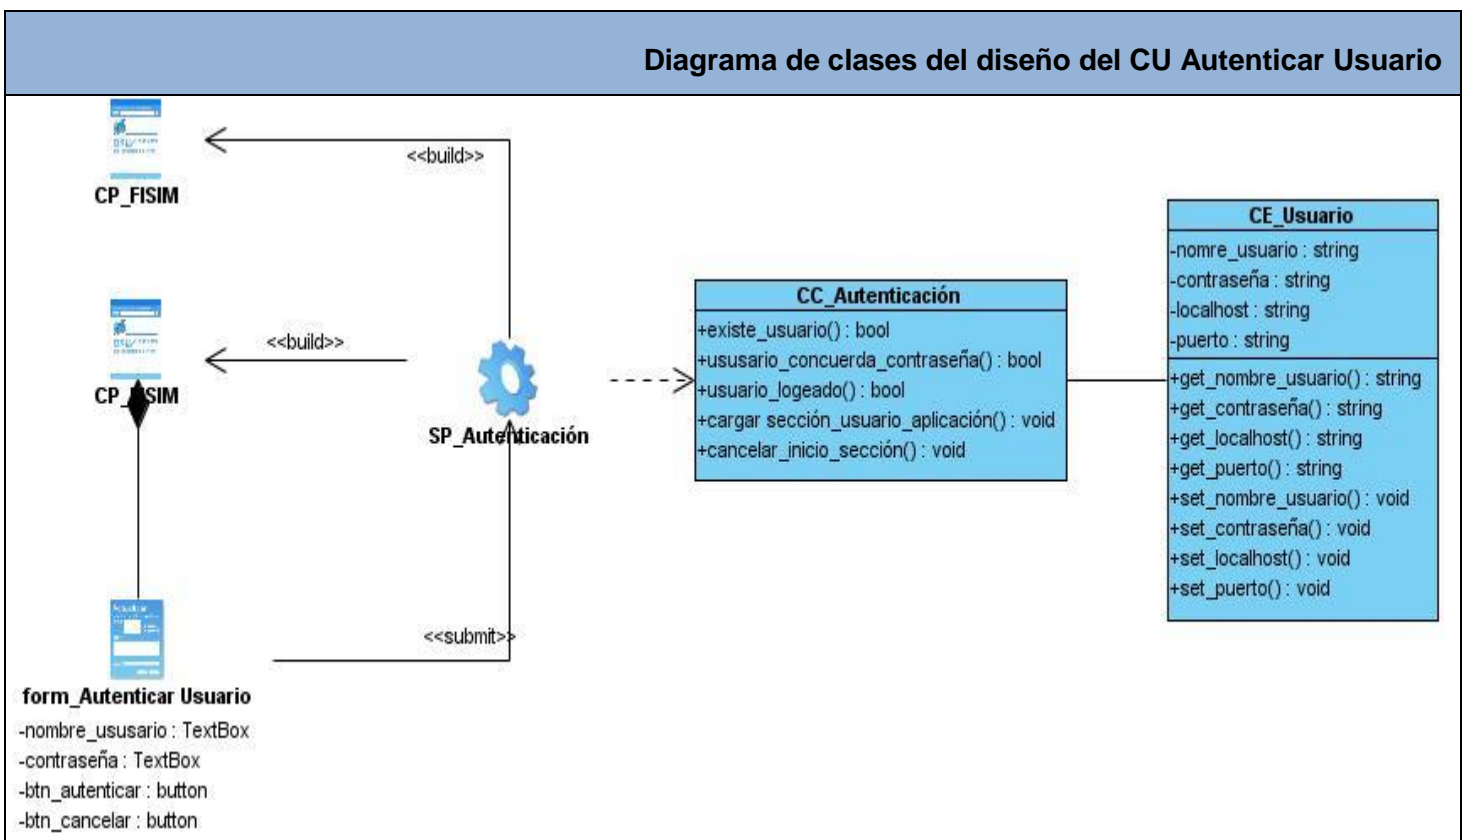 Diagrama de clases del diseño del CU Autenticar Usuario
<<build>>
CP_FISIM
<<build>>
CP_FISIM
SP_Autenticación
CC_Autenticación
+existe_usuario() : bool
+ususario_concuerda_contraseña() : bool
+usuario_logeado() : bool
+cargar sección_usuario_aplicación() : void
+cancelar_inicio_sección() : void
CE_Usuario
-nomre_usuario : string
-contraseña : string
-localhost : string
-puerto : string
+get_nombre_usuario() : string
+get_contraseña() : string
+get_localhost() : string
+get_puerto() : string
+set_nombre_usuario() : void
+set_contraseña() : void
+set_localhost() : void
+set_puerto() : void
<<submit>>
form_Autenticar Usuario
-nombre_ususario : TextBox
-contraseña : TextBox
-btn_autenticar : button
-btn_cancelar : button